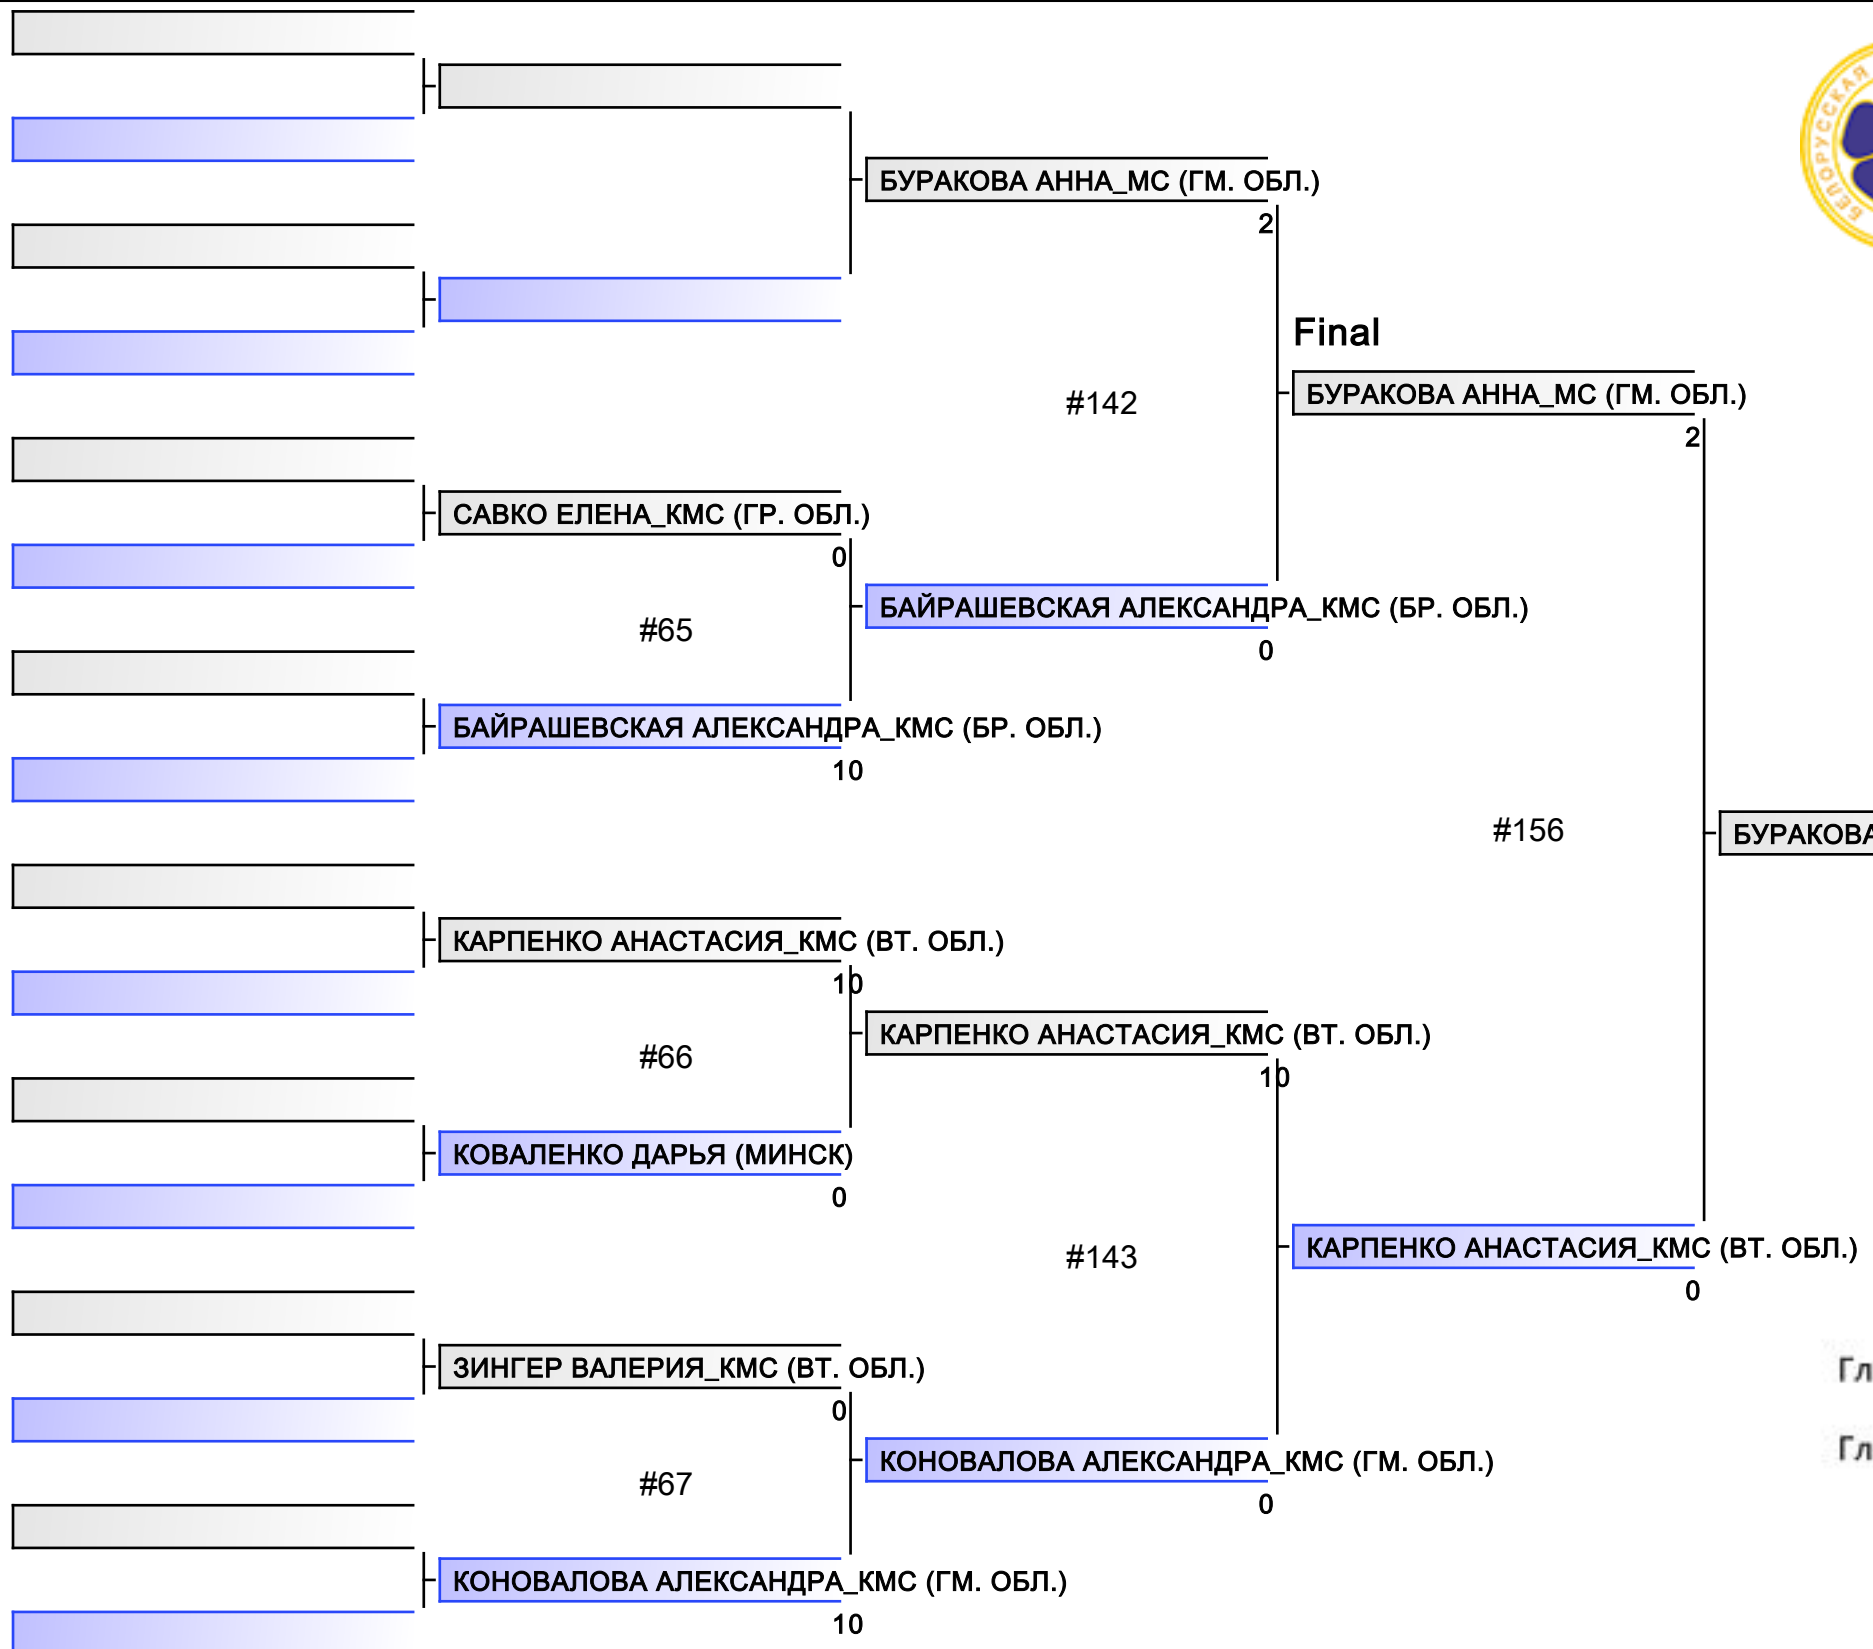 БЕЛОРУССКАЯ
БУРАКОВА АННА_МС (ГМ. ОБЛ.)
2
Final
#142
БУРАКОВА АННА_МС (ГМ. ОБЛ.)
2
САВКО ЕЛЕНА_КМС (ГР. ОБЛ.)
0
#65
БАЙРАШЕВСКАЯ АЛЕКСАНДРА_КМС (БР. ОБЛ.)
0
БАЙРАШЕВСКАЯ АЛЕКСАНДРА_КМС (БР. ОБЛ.)
10
#156
БУРАКОВА
КАРПЕНКО АНАСТАСИЯ_КМС (ВТ. ОБЛ.)
10
#66
КАРПЕНКО АНАСТАСИЯ_КМС (ВТ. ОБЛ.)
10
КОВАЛЕНКО ДАРЬЯ (МИНСК)
0
#143
КАРПЕНКО АНАСТАСИЯ_КМС (ВТ. ОБЛ.)
0
ЗИНГЕР ВАЛЕРИЯ_КМС (ВТ. ОБЛ.)
0
#67
КОНОВАЛОВА АЛЕКСАНДРА_КМС (ГМ. ОБЛ.)
0
КОНОВАЛОВА АЛЕКСАНДРА_КМС (ГМ. ОБЛ.)
10